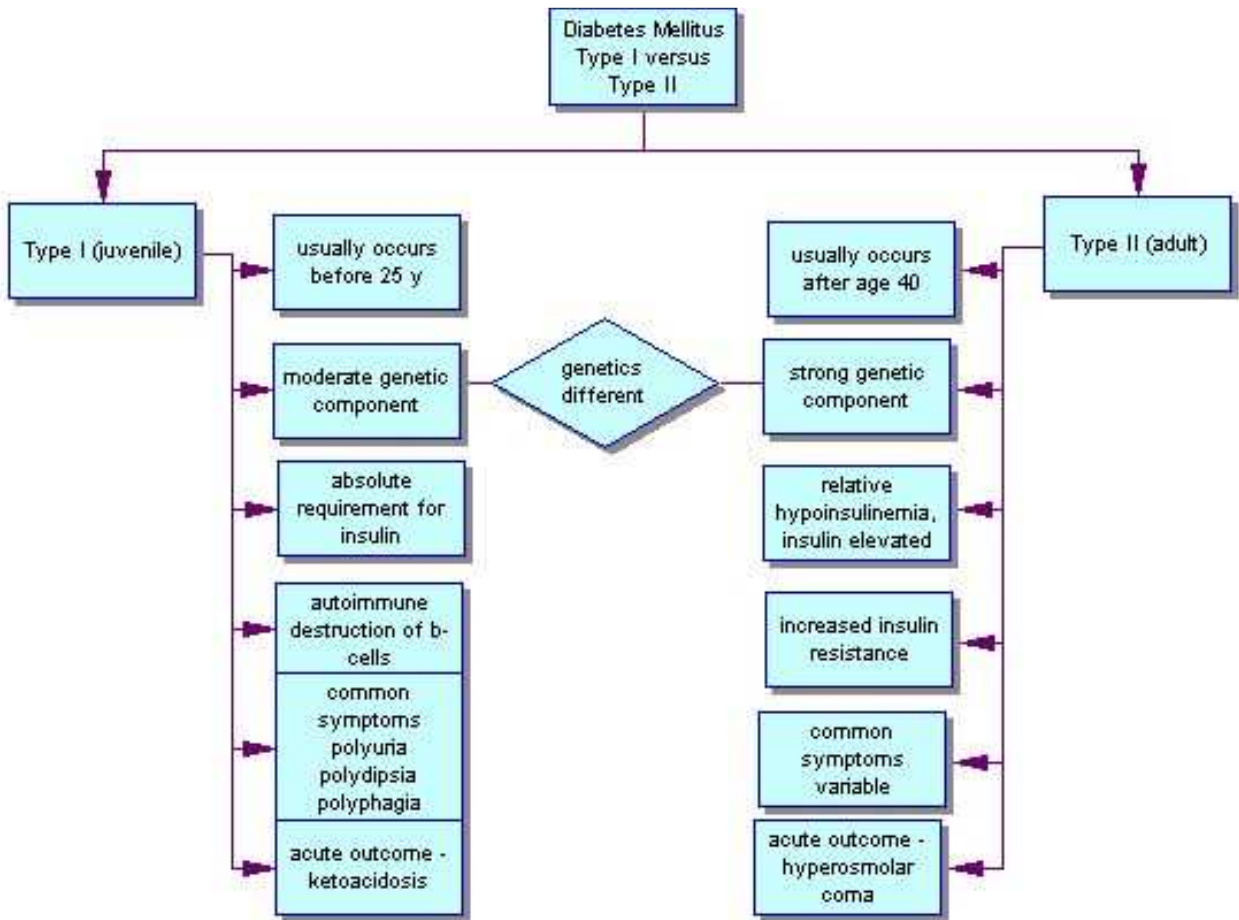 Diabetes Mellitus
Type I versus
Type II
Type I (juvenile)
usually occurs
before 25 y
moderate genetic
component
absolute
requirement for
insulin
autoimmune
destruction of b-
cells
common
symptoms
polyuria
polydipsia
polyphagia
acute outcome -
ketoacidosis
genetics
different
Type II (adult)
usually occurs
after age 40
strong genetic
component
relative
hypoinsulinemia,
insulin elevated
increased insulin
resistance
common
symptoms
variable
acute outcome -
hyperosmolar
coma